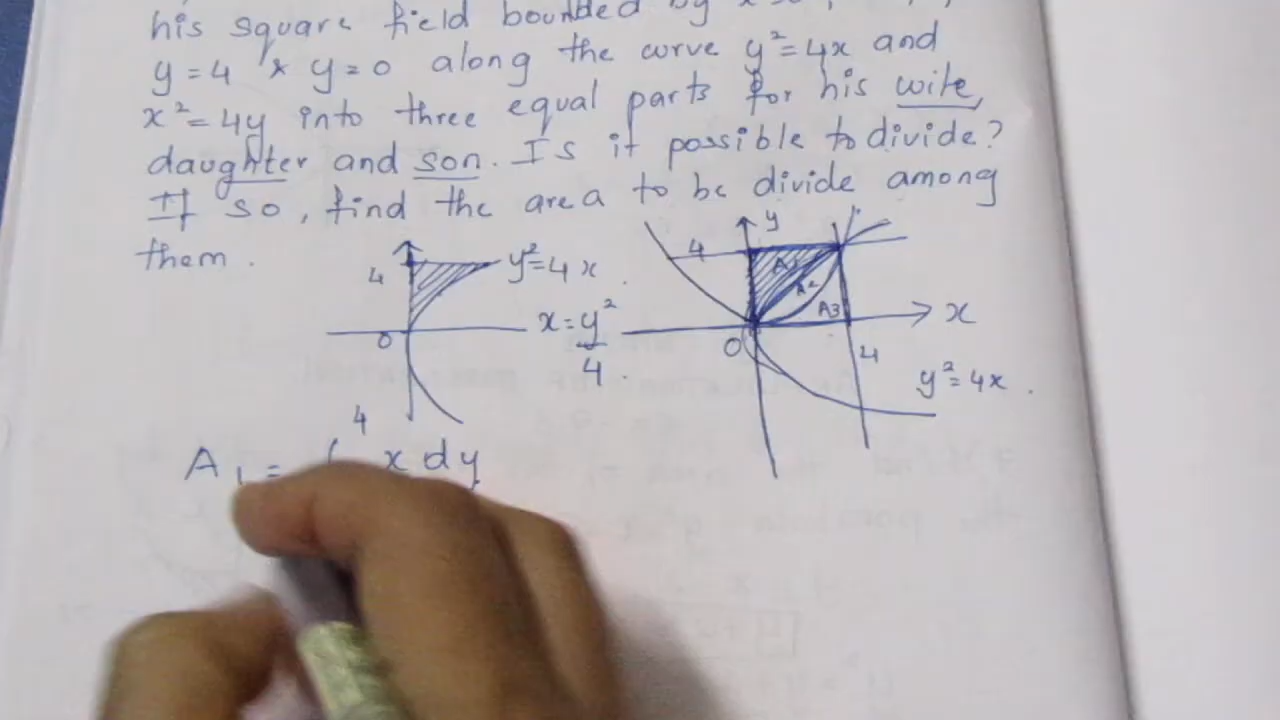 his square field bounded by
y = 4 & y = 0 along the curve y² = 4x and
x² = 4y into three equal parts for his wife,
daughter and son. Is it possible to divide?
If so, find the area to be divide among
them.
4
y² = 4x
x = y²/4
0
4
A₁ = ∫ x dy
y
4
A1
A2
A3
x
0
4
y² = 4x.